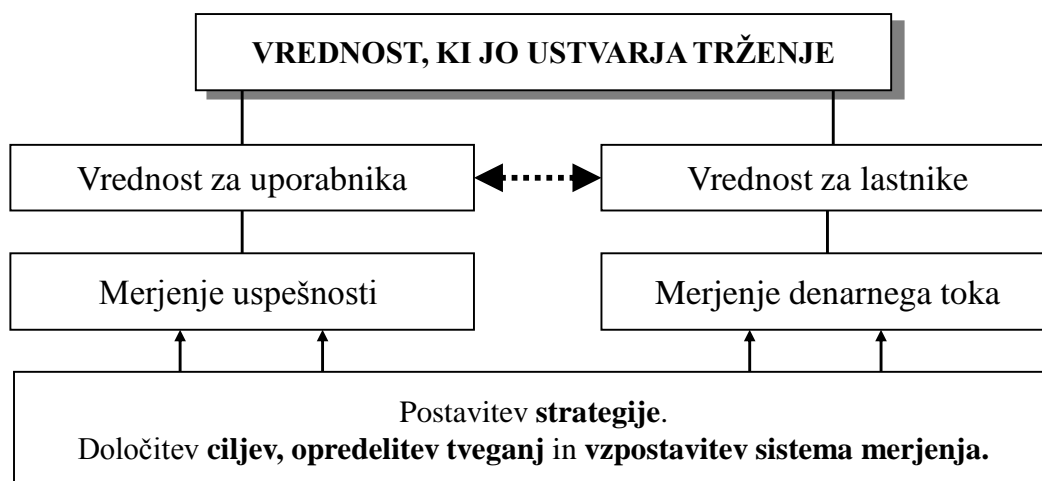 VREDNOST, KI JO USTVARJA TRŽENJE
Vrednost za uporabnika
Vrednost za lastnike
Merjenje uspešnosti
Merjenje denarnega toka
Postavitev strategije.
Določitev ciljev, opredelitev tveganj in vzpostavitev sistema merjenja.